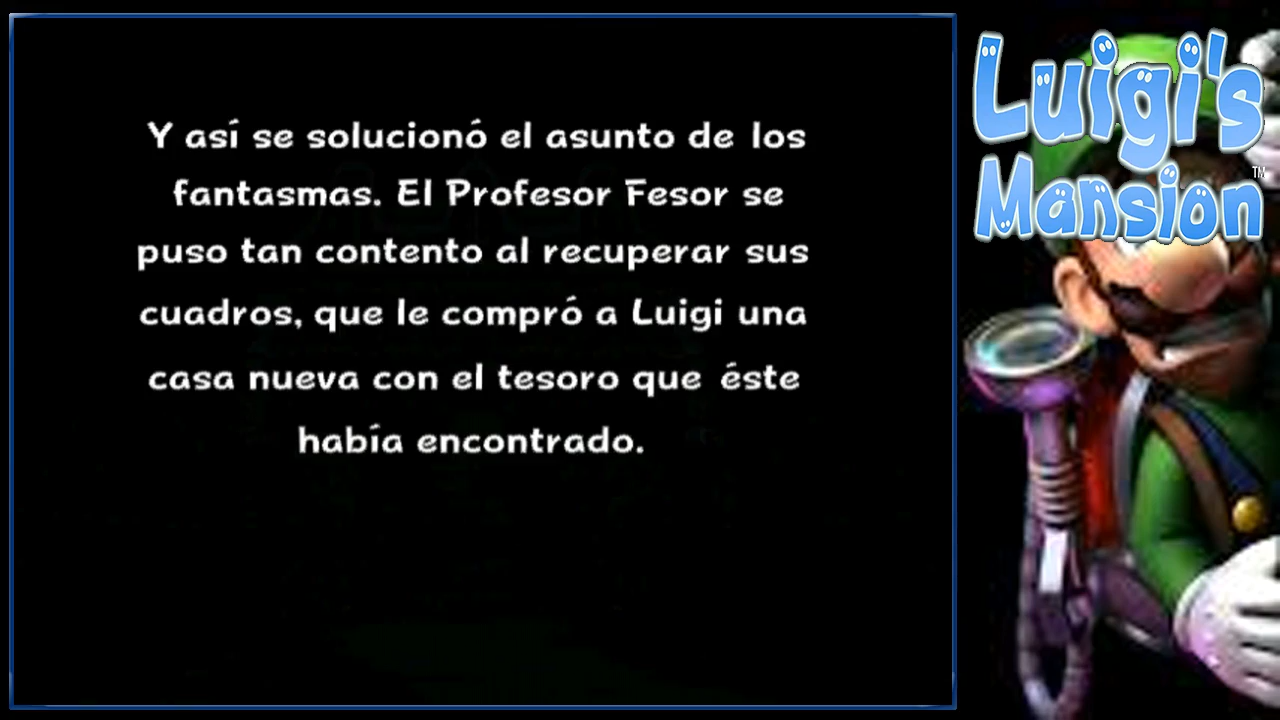 Y así se solucionó el asunto de los
fantasmas. El Profesor Fesor se
puso tan contento al recuperar sus
cuadros, que le compró a Luigi una
casa nueva con el tesoro que éste
había encontrado.
Luigi's
Mansion
TM